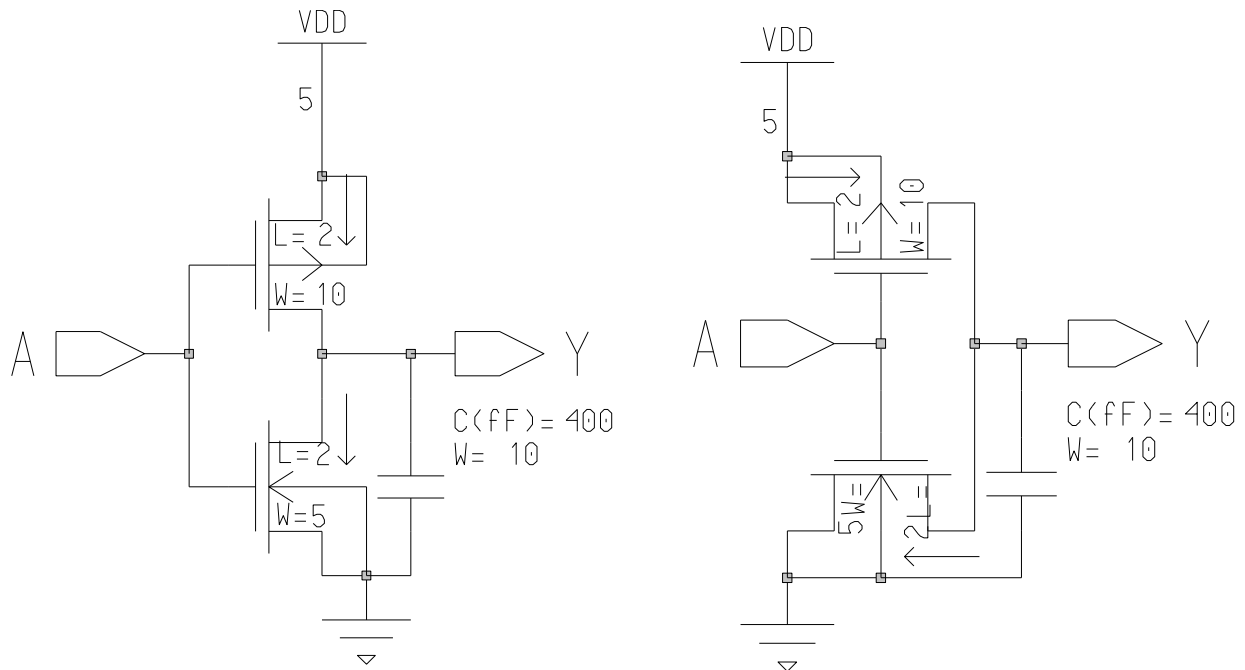 VDD
5
L= 2
W= 10
A
Y
C(fF)= 400
W= 10
L=2
W=5
VDD
5
L= 2
W= 10
A
Y
C(fF)= 400
W= 10
5W=
2L=